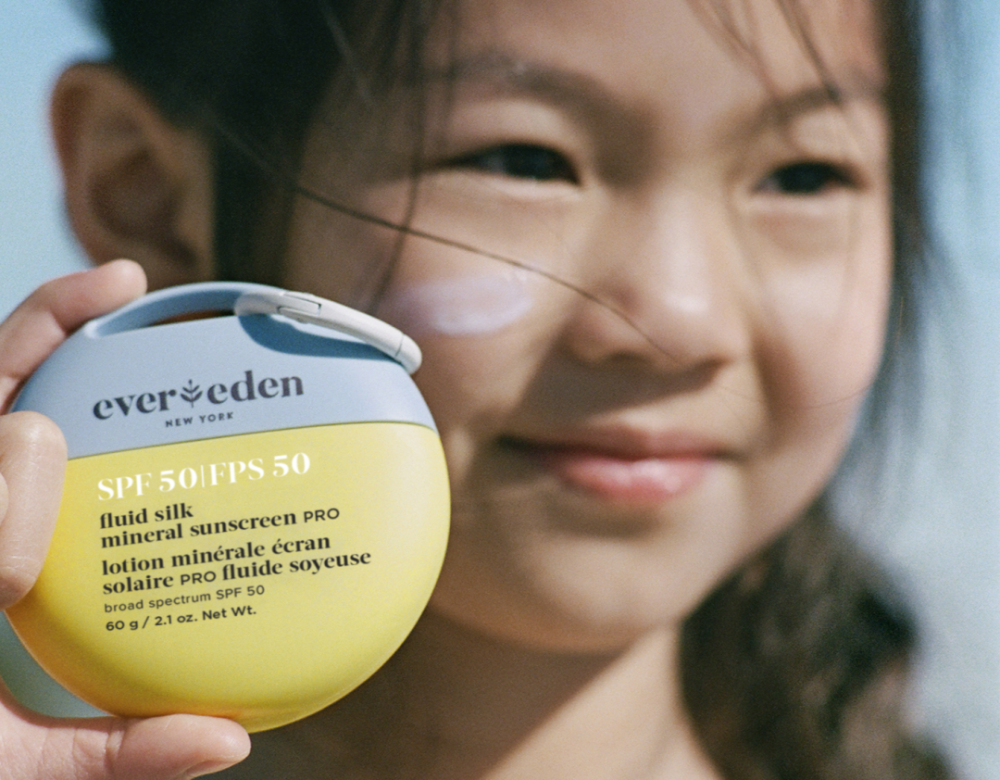 ever eden
NEW YORK
SPF 50|FPS 50
fluid silk
mineral sunscreen PRO
lotion minérale écran
solaire PRO fluide soyeuse
broad spectrum SPF 50
60 g / 2.1 oz. Net Wt.